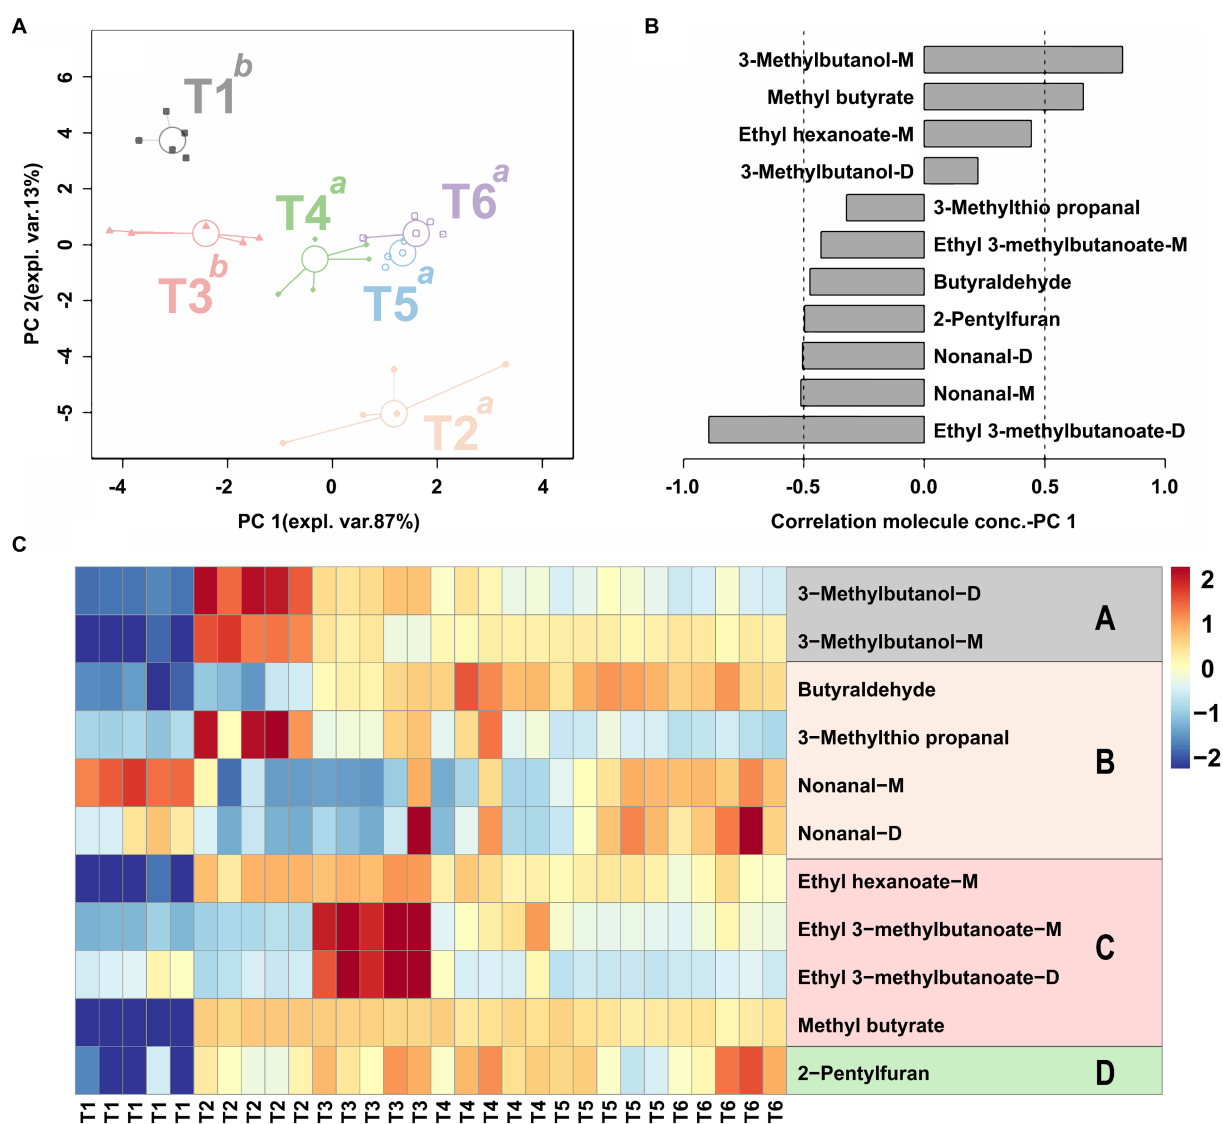 A
6
4
2
0
-2
-4
-5
PC 2(expl. var.13%)
T1b
T3b
T4a
T6a
T5a
T2a
-4
-2
0
2
4
PC 1(expl. var.87%)
B
3-Methylbutanol-M
Methyl butyrate
Ethyl hexanoate-M
3-Methylbutanol-D
3-Methylthio propanal
Ethyl 3-methylbutanoate-M
Butyraldehyde
2-Pentylfuran
Nonanal-D
Nonanal-M
Ethyl 3-methylbutanoate-D
-1.0
-0.5
0.0
0.5
1.0
Correlation molecule conc.-PC 1
C
3−Methylbutanol−D
3−Methylbutanol−M
A
Butyraldehyde
3−Methylthio propanal
Nonanal−M
Nonanal−D
B
Ethyl hexanoate−M
Ethyl 3−methylbutanoate−M
Ethyl 3−methylbutanoate−D
Methyl butyrate
C
2−Pentylfuran
D
2
1
0
−1
−2
T1 T1 T1 T1 T1 T2 T2 T2 T2 T2 T3 T3 T3 T3 T3 T4 T4 T4 T4 T4 T5 T5 T5 T5 T5 T6 T6 T6 T6 T6